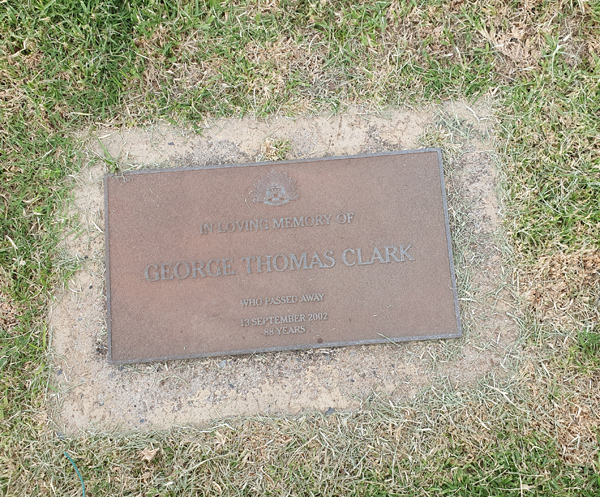 IN LOVING MEMORY OF
GEORGE THOMAS CLARK
WHO PASSED AWAY
13 SEPTEMBER 2002
88 YEARS